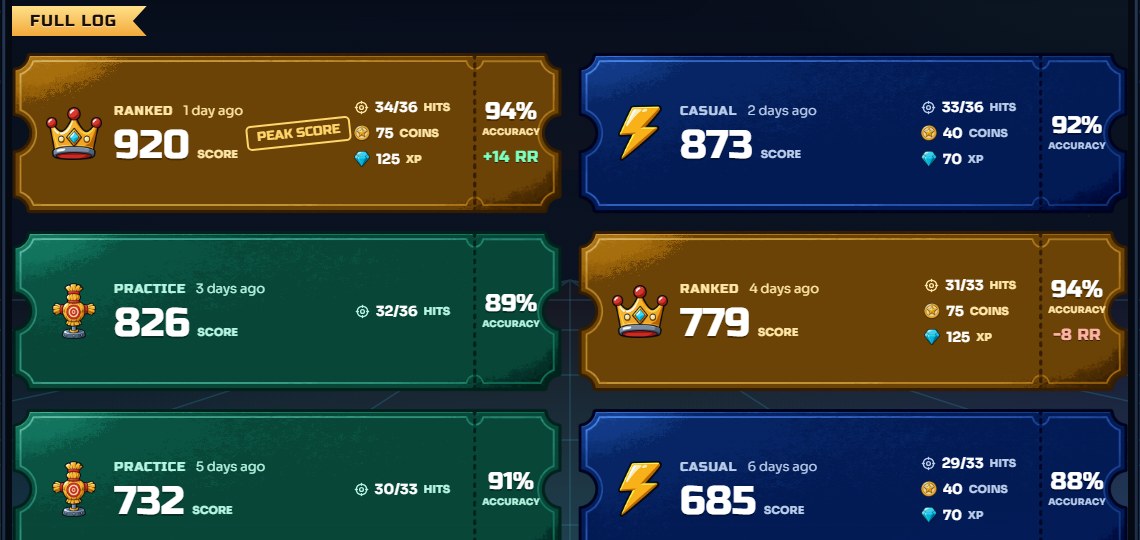 FULL LOG
RANKED 1 day ago
920 SCORE
PEAK SCORE
34/36 HITS
75 COINS
125 XP
94%
ACCURACY
+14 RR
CASUAL 2 days ago
873 SCORE
33/36 HITS
40 COINS
70 XP
92%
ACCURACY
PRACTICE 3 days ago
826 SCORE
32/36 HITS
89%
ACCURACY
RANKED 4 days ago
779 SCORE
31/33 HITS
75 COINS
125 XP
94%
ACCURACY
-8 RR
PRACTICE 5 days ago
732 SCORE
30/33 HITS
91%
ACCURACY
CASUAL 6 days ago
685 SCORE
29/33 HITS
40 COINS
70 XP
88%
ACCURACY